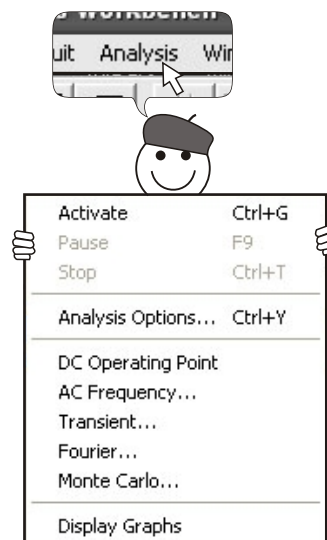 Workbench
uit Analysis Win
Activate Ctrl+G
Pause F9
Stop Ctrl+T
Analysis Options... Ctrl+Y
DC Operating Point
AC Frequency...
Transient...
Fourier...
Monte Carlo...
Display Graphs